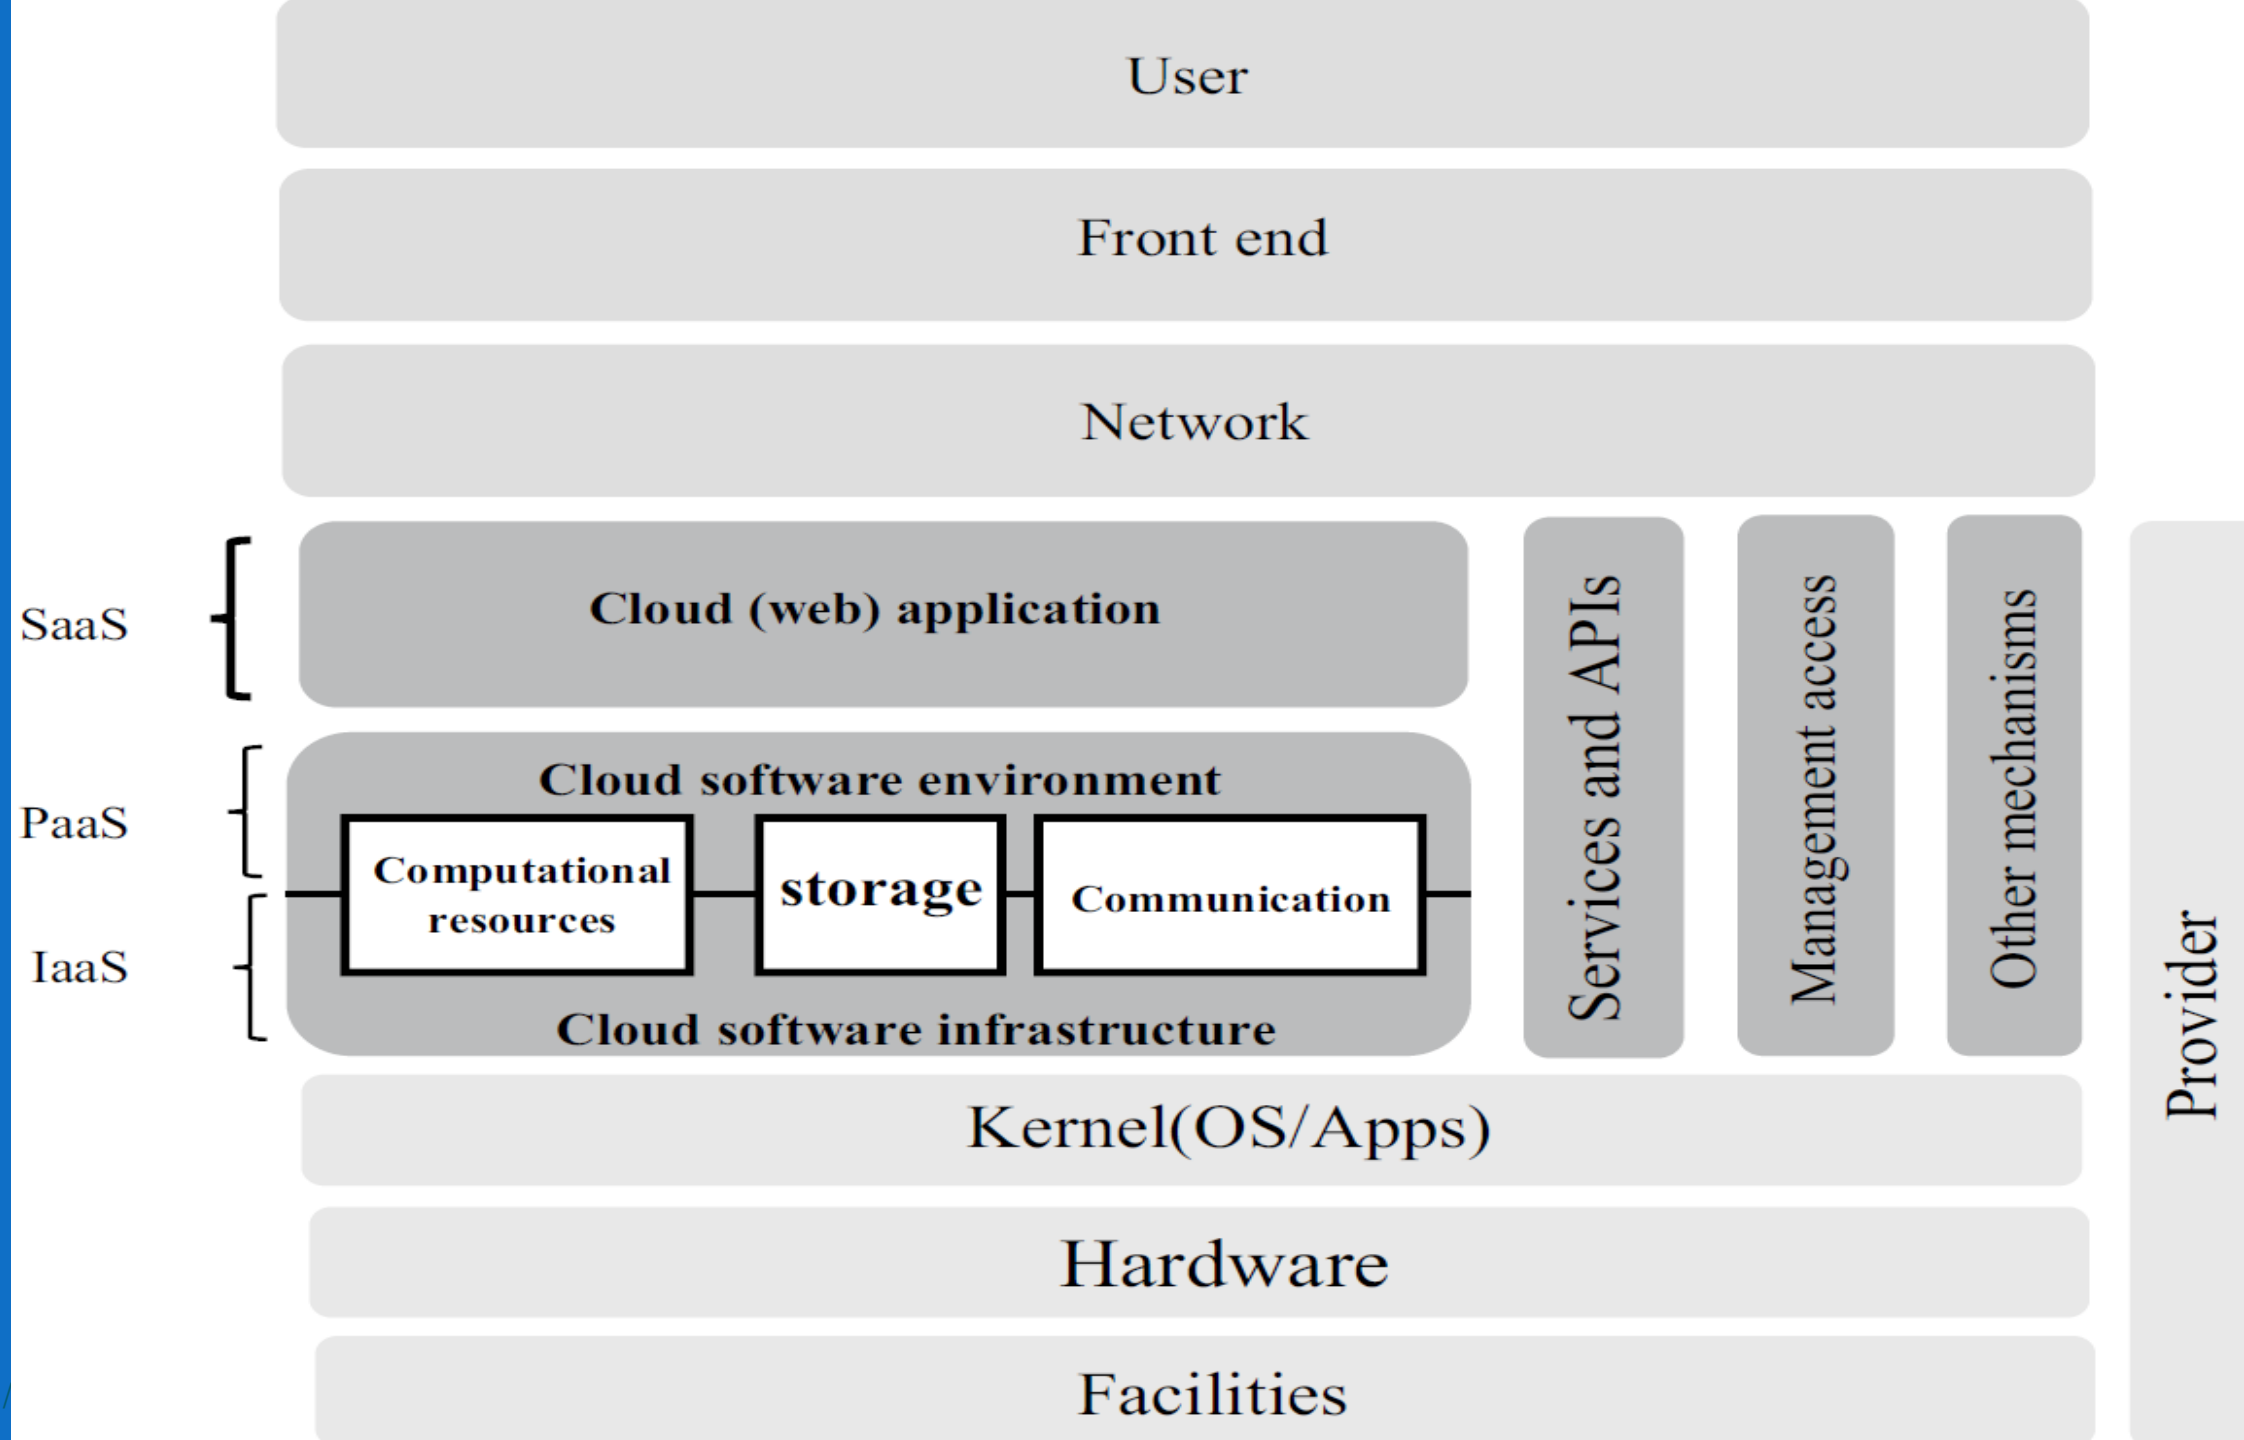 User
Front end
Network
SaaS
Cloud (web) application
PaaS
Cloud software environment
Computational
resources
storage
Communication
IaaS
Cloud software infrastructure
Services and APIs
Management access
Other mechanisms
Provider
Kernel(OS/Apps)
Hardware
Facilities